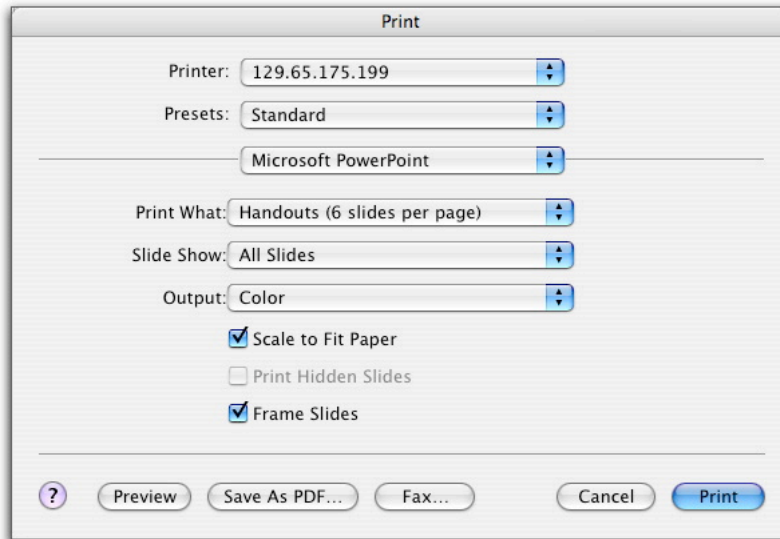 Print
Printer: 129.65.175.199
Presets: Standard
Microsoft PowerPoint
Print What: Handouts (6 slides per page)
Slide Show: All Slides
Output: Color
Scale to Fit Paper
Print Hidden Slides
Frame Slides
? Preview Save As PDF... Fax... Cancel Print